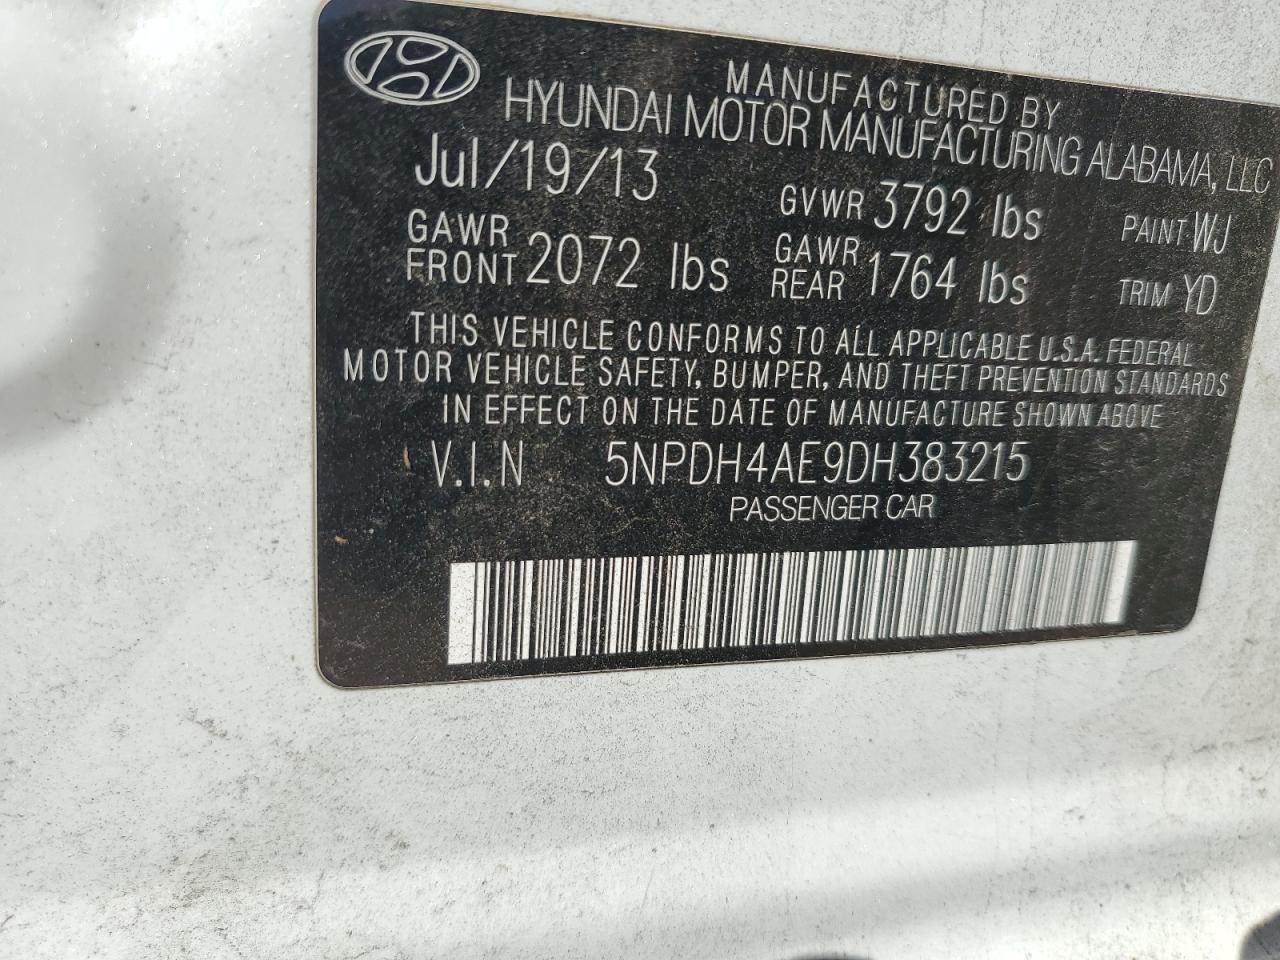 MANUFACTURED BY
HYUNDAI MOTOR MANUFACTURING ALABAMA, LLC
Jul/19/13 GVWR 3792 lbs PAINT WJ
GAWR FRONT 2072 lbs GAWR REAR 1764 lbs TRIM YD
THIS VEHICLE CONFORMS TO ALL APPLICABLE U.S.A. FEDERAL
MOTOR VEHICLE SAFETY, BUMPER, AND THEFT PREVENTION STANDARDS
IN EFFECT ON THE DATE OF MANUFACTURE SHOWN ABOVE
V.I.N 5NPDH4AE9DH383215
PASSENGER CAR